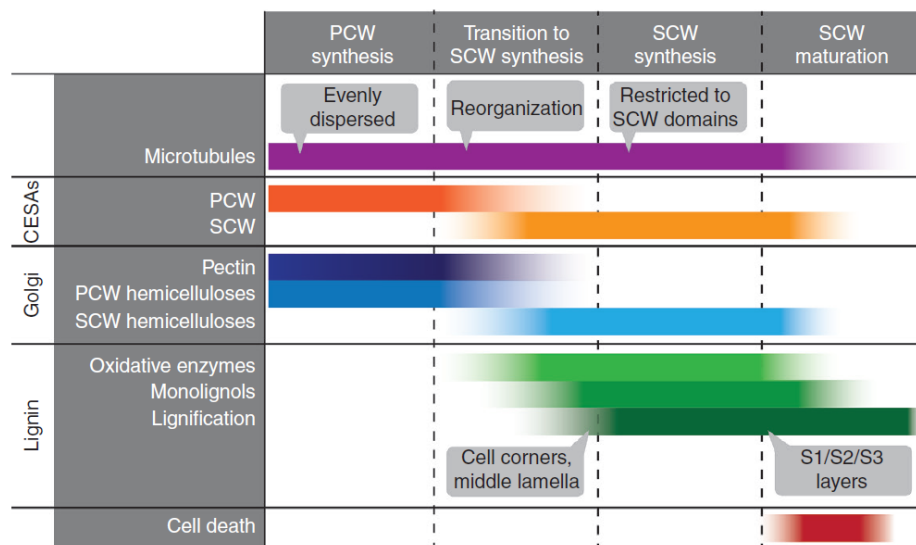 PCW synthesis
Transition to SCW synthesis
SCW synthesis
SCW maturation
Evenly dispersed
Reorganization
Restricted to SCW domains
Microtubules
CESAs
PCW
SCW
Golgi
Pectin
PCW hemicelluloses
SCW hemicelluloses
Lignin
Oxidative enzymes
Monolignols
Lignification
Cell corners, middle lamella
S1/S2/S3 layers
Cell death